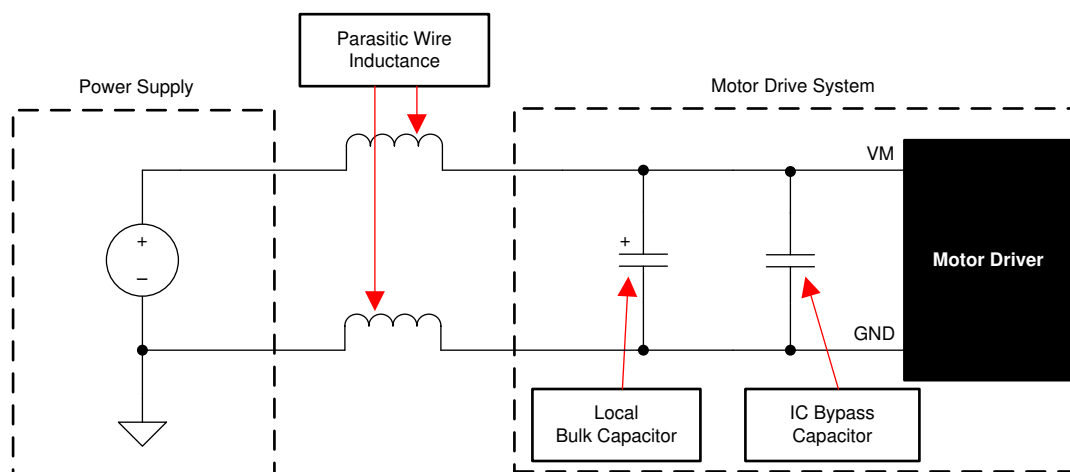 Parasitic Wire
Inductance
Power Supply
Motor Drive System
VM
+
–
+
Motor Driver
GND
Local
Bulk Capacitor
IC Bypass
Capacitor